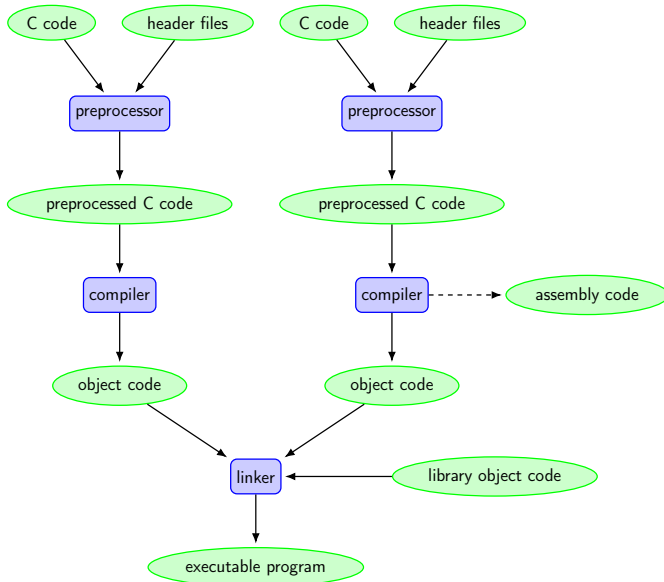 C code
header files
C code
header files
preprocessor
preprocessor
preprocessed C code
preprocessed C code
compiler
compiler
assembly code
object code
object code
linker
library object code
executable program